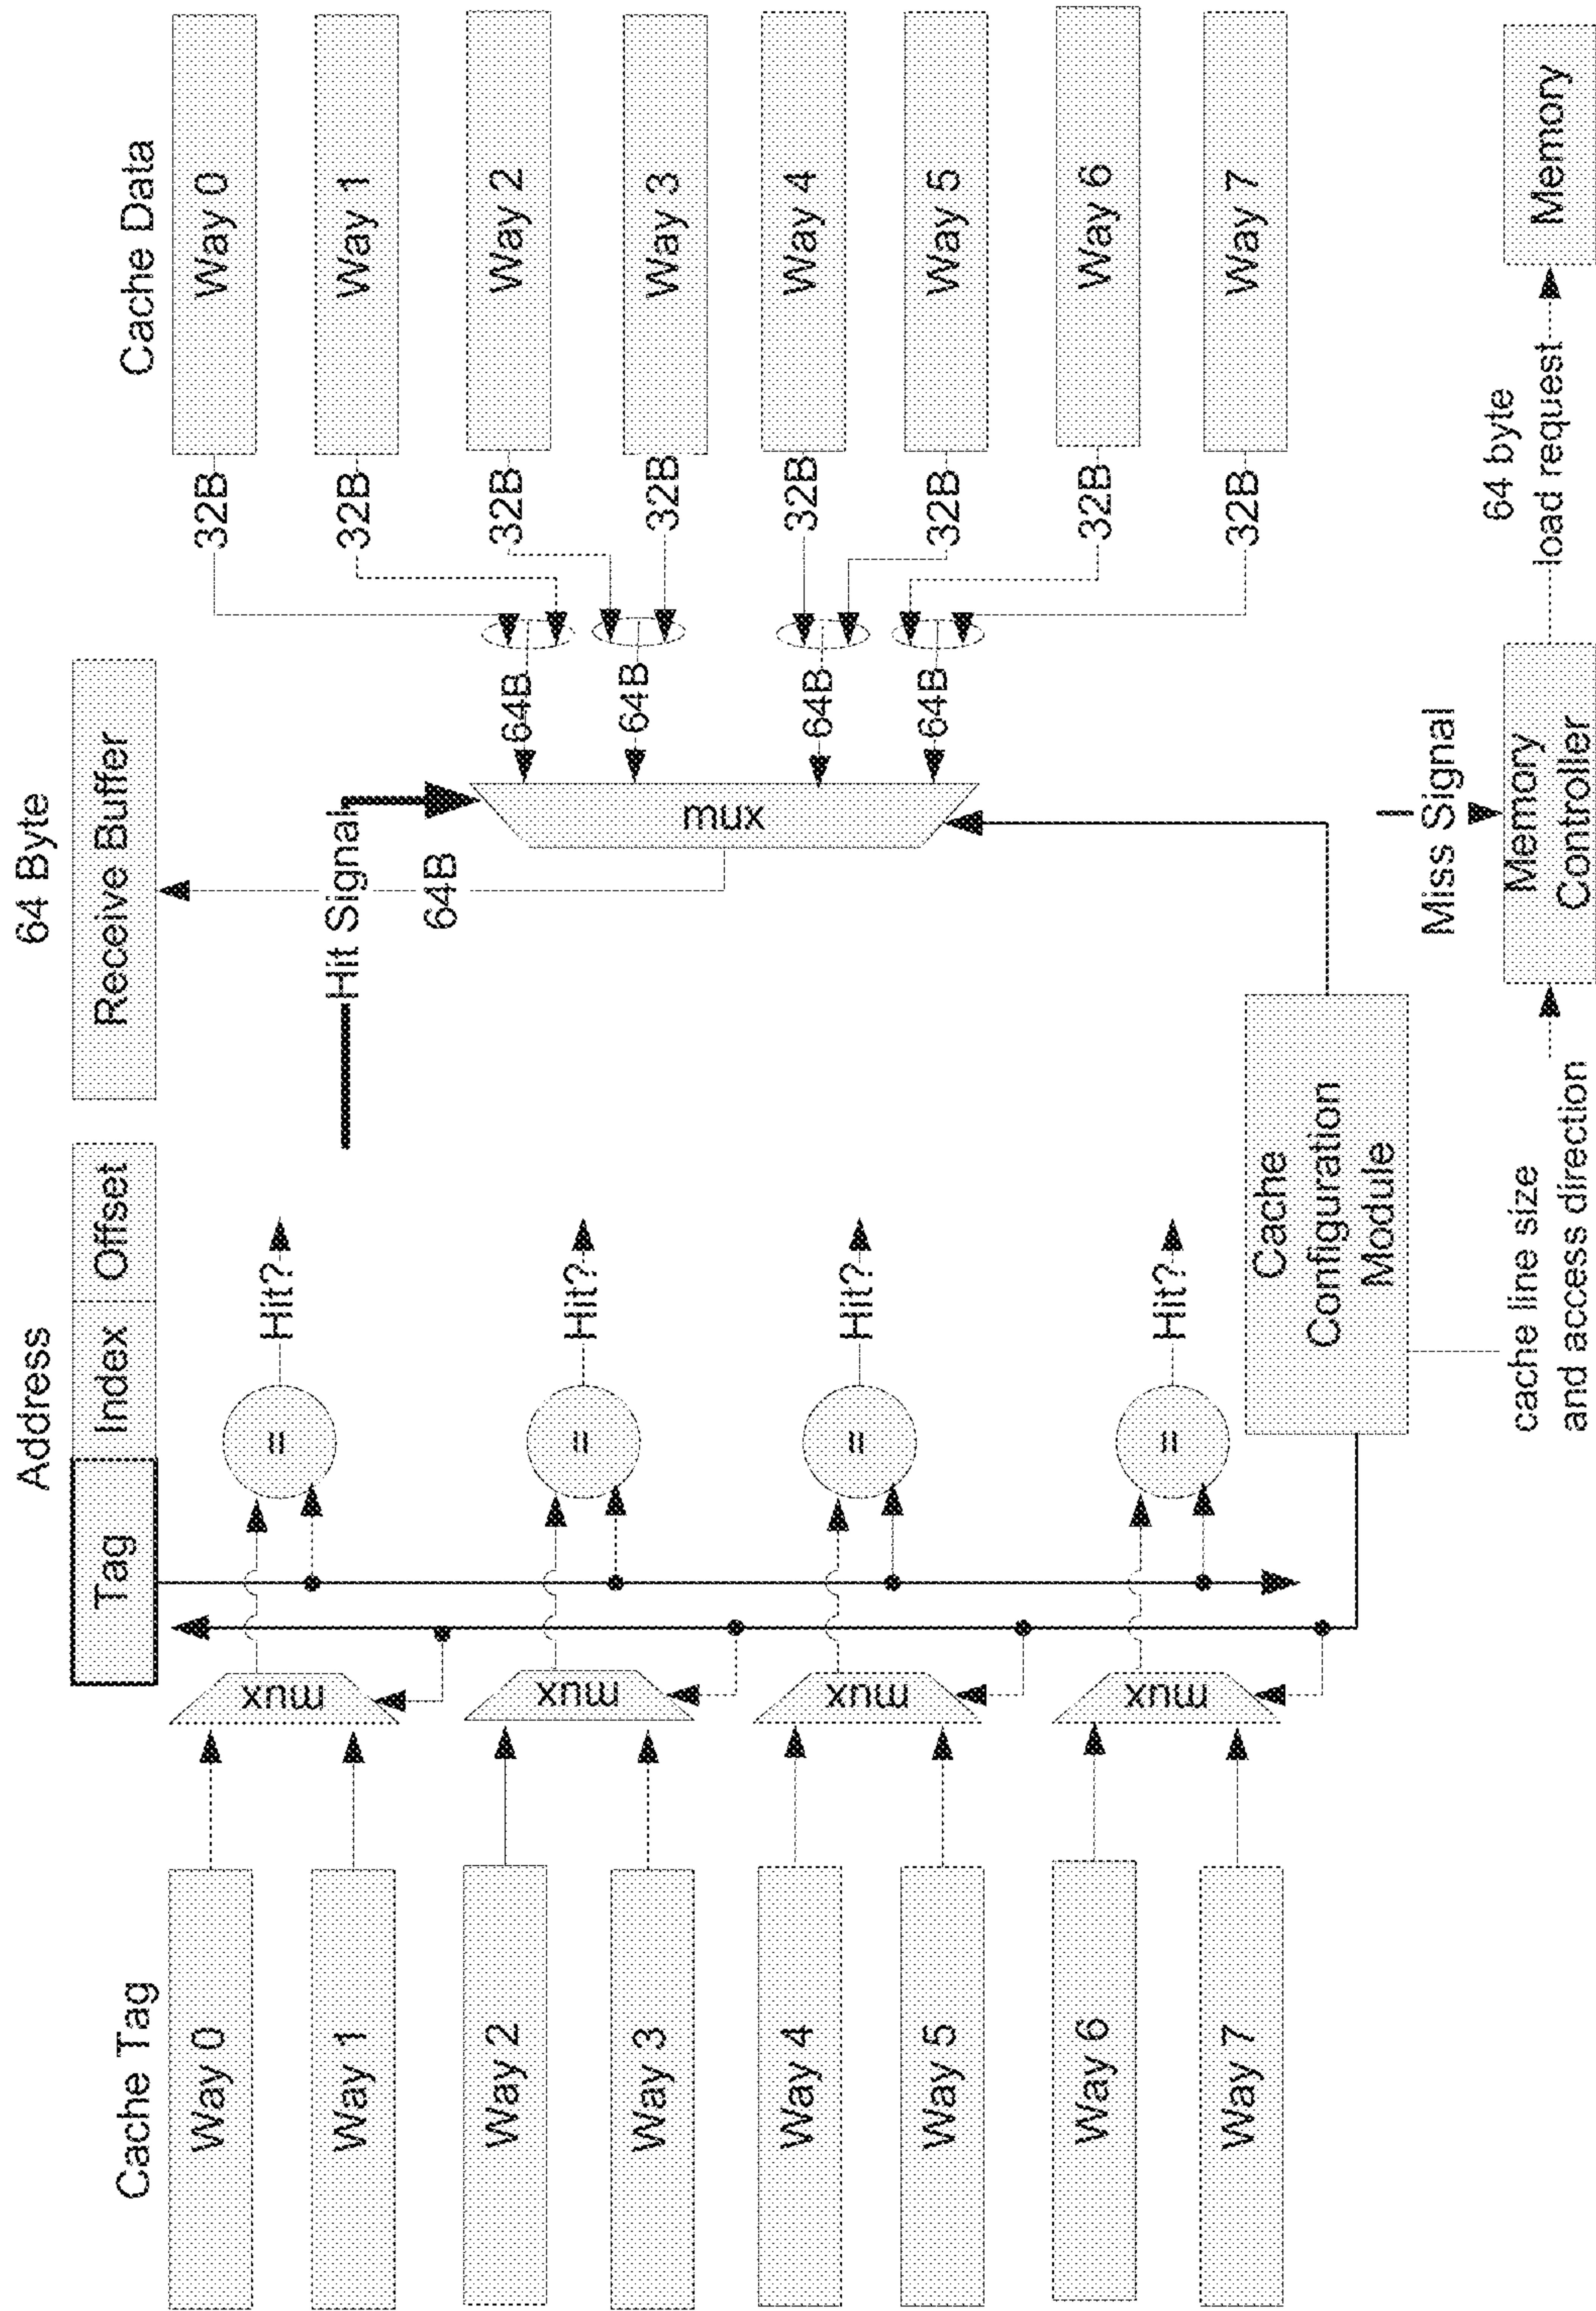 Cache Tag
Way 0
Way 1
Way 2
Way 3
Way 4
Way 5
Way 6
Way 7
mux
mux
mux
mux
Address
Tag
Index
Offset
=
=
=
=
Hit?
Hit?
Hit?
Hit?
Cache
Configuration
Module
cache line size
and access direction
64 Byte
Receive Buffer
Hit Signal
64B
mux
64B
64B
64B
64B
Miss Signal
Memory
Controller
64 byte
load request
Memory
Cache Data
32B
32B
32B
32B
32B
32B
32B
32B
Way 0
Way 1
Way 2
Way 3
Way 4
Way 5
Way 6
Way 7